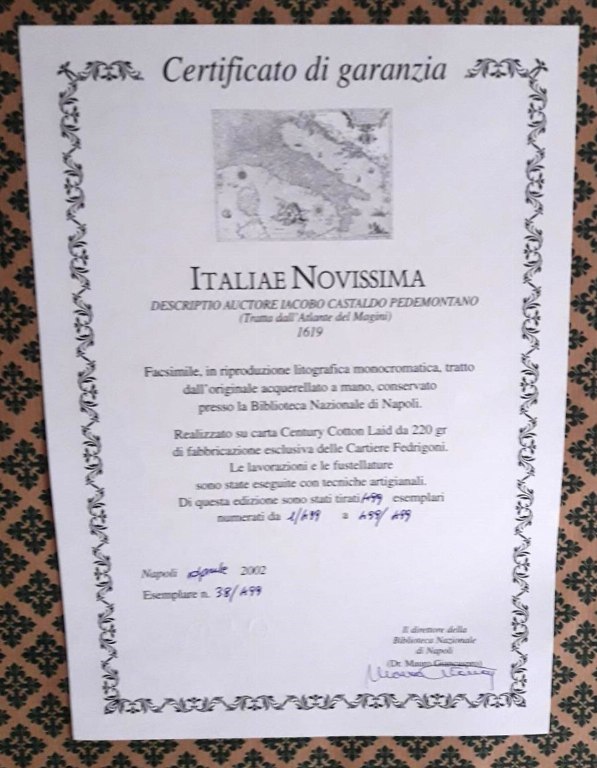 Certificato di garanzia
ITALIAE NOVISSIMA
DESCRIPTIO AUCTORE IACOBO CASTALDO PEDEMONTANO
(Tratta dall'Atlante del Magini)
1619
Facsimile, in riproduzione litografica monocromatica, tratto
dall'originale acquerellato a mano, conservato
presso la Biblioteca Nazionale di Napoli.
Realizzato su carta Century Cotton Laid da 220 gr
di fabbricazione esclusiva delle Cartiere Fedrigoni.
Le lavorazioni e le fustellature
sono state eseguite con tecniche artigianali.
Di questa edizione sono stati tirati 499 esemplari
numerati da 1/499 a 499/499
Napoli aprile 2002
Esemplare n. 38/499
Il direttore della
Biblioteca Nazionale
di Napoli
(Dr. Mauro